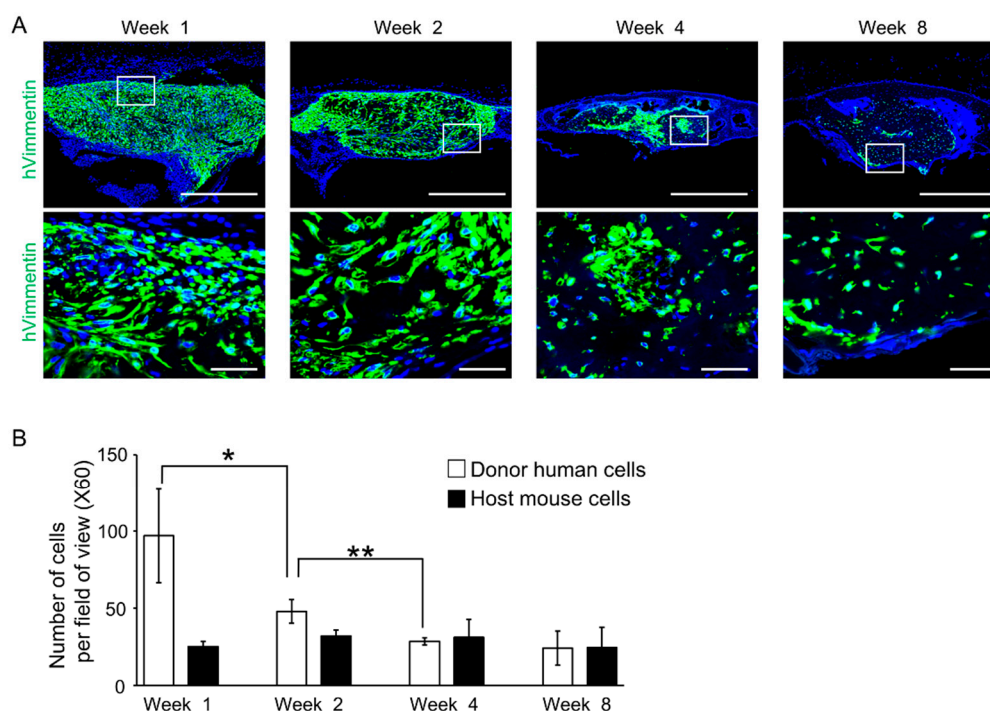 A
Week 1 Week 2 Week 4 Week 8
hVimmentin
hVimmentin
B
Number of cells
per field of view (X60)
150
100
50
0
*
**
Donor human cells
Host mouse cells
Week 1 Week 2 Week 4 Week 8